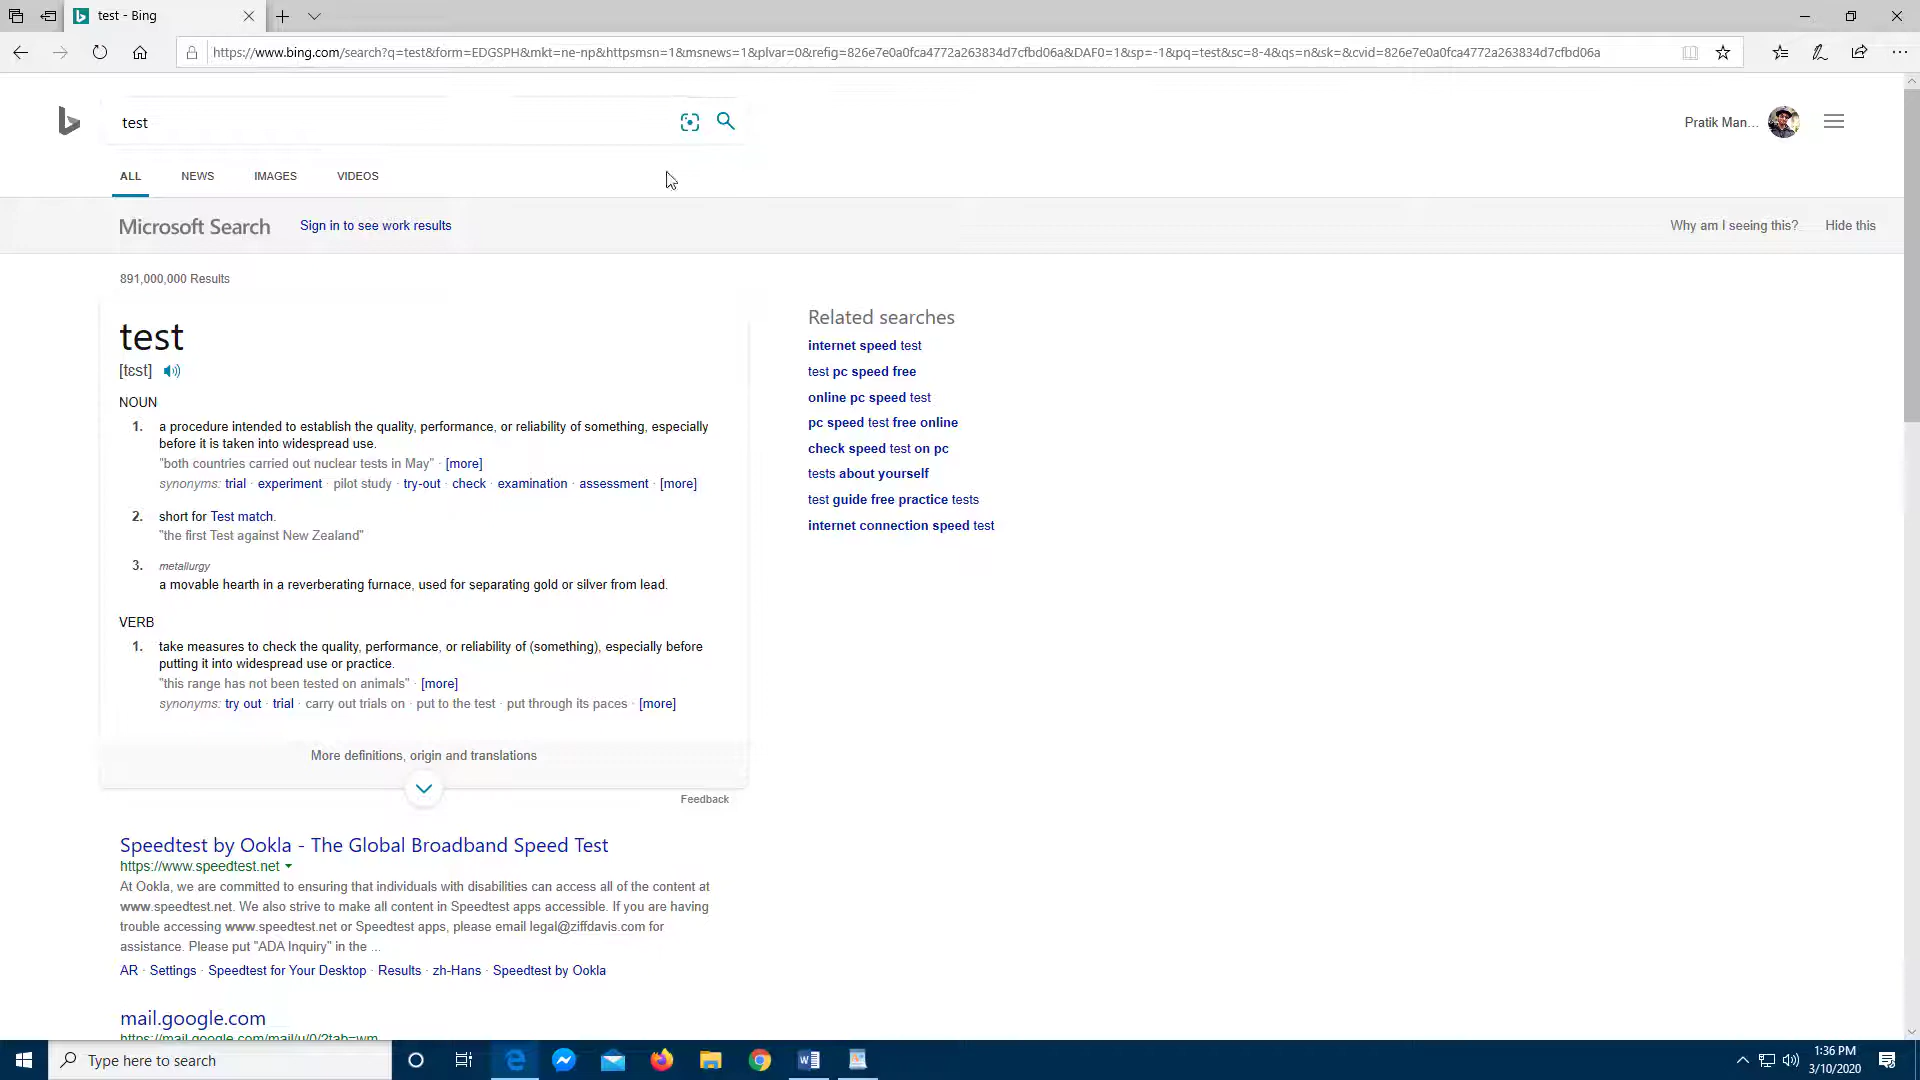 test - Bing
https://www.bing.com/search?q=test&form=EDGSPH&mkt=ne-np&httpsmsn=1&msnews=1&plvar=0&refig=826e7e0a0fca4772a263834d7cfbd06a&DAF0=1&sp=-1&pq=test&sc=8-4&qs=n&sk=&cvid=826e7e0a0fca4772a263834d7cfbd06a
test
Pratik Man...
ALL NEWS IMAGES VIDEOS
Microsoft Search Sign in to see work results Why am I seeing this? Hide this
891,000,000 Results
test
[tɛst]
NOUN
1. a procedure intended to establish the quality, performance, or reliability of something, especially
before it is taken into widespread use.
"both countries carried out nuclear tests in May" · [more]
synonyms: trial · experiment · pilot study · try-out · check · examination · assessment · [more]
2. short for Test match.
"the first Test against New Zealand"
3. metallurgy
a movable hearth in a reverberating furnace, used for separating gold or silver from lead.
VERB
1. take measures to check the quality, performance, or reliability of (something), especially before
putting it into widespread use or practice.
"this range has not been tested on animals" · [more]
synonyms: try out · trial · carry out trials on · put to the test · put through its paces · [more]
More definitions, origin and translations
Feedback
Related searches
internet speed test
test pc speed free
online pc speed test
pc speed test free online
check speed test on pc
tests about yourself
test guide free practice tests
internet connection speed test
Speedtest by Ookla - The Global Broadband Speed Test
https://www.speedtest.net
At Ookla, we are committed to ensuring that individuals with disabilities can access all of the content at
www.speedtest.net. We also strive to make all content in Speedtest apps accessible. If you are having
trouble accessing www.speedtest.net or Speedtest apps, please email legal@ziffdavis.com for
assistance. Please put "ADA Inquiry" in the ...
AR · Settings · Speedtest for Your Desktop · Results · zh-Hans · Speedtest by Ookla
mail.google.com
https://mail.google.com/mail/u/0/?tab=wm
Type here to search
1:36 PM
3/10/2020